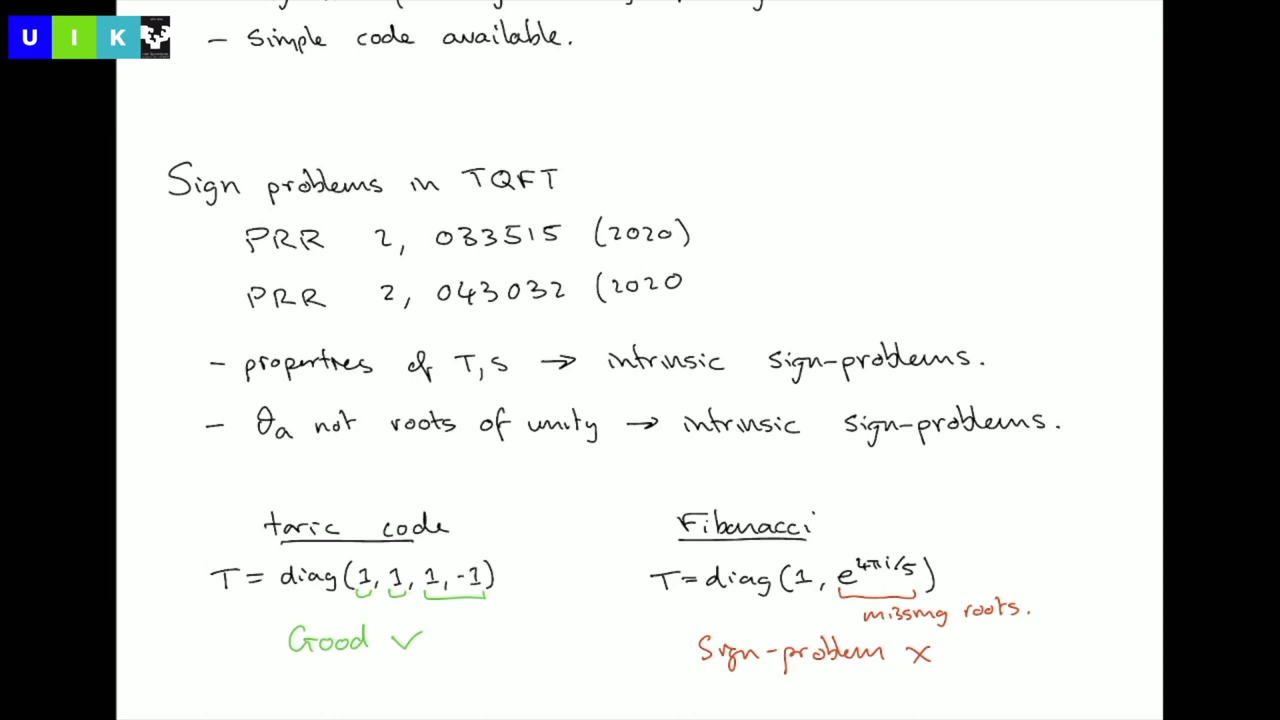 UIK
- Simple code available.
Sign problems in TQFT
PRR 2, 033515 (2020)
PRR 2, 043032 (2020
- properties of T,S → intrinsic sign-problems.
- θa not roots of unity → intrinsic sign-problems.
toric code
T = diag(1, 1, 1, -1)
Good ✓
Fibonacci
T = diag(1, e^4πi/5)
missing roots.
Sign-problem ×